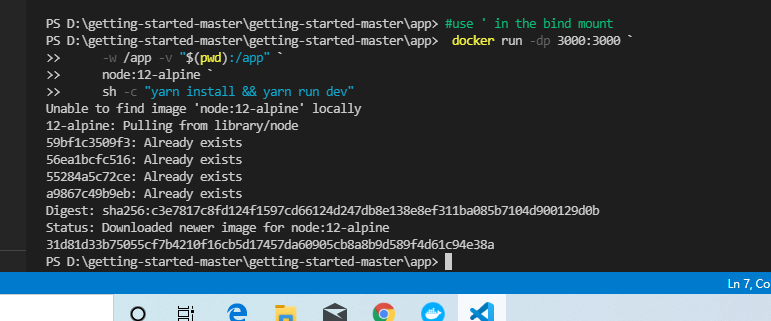 PS D:\getting-started-master\getting-started-master\app> #use ' in the bind mount
PS D:\getting-started-master\getting-started-master\app>  docker run -dp 3000:3000 `
>>     -w /app -v "$(pwd):/app" `
>>     node:12-alpine `
>>     sh -c "yarn install && yarn run dev"
Unable to find image 'node:12-alpine' locally
12-alpine: Pulling from library/node
59bf1c3509f3: Already exists
56ea1bcfc516: Already exists
55284a5c72ce: Already exists
a9867c49b9eb: Already exists
Digest: sha256:c3e7817c8fd124f1597cd66124d247db8e138e8ef311ba085b7104d900129d0b
Status: Downloaded newer image for node:12-alpine
31d81d33b75055cf7b4210f16cb5d17457da60905cb8a8b9d589f4d61c94e38a
PS D:\getting-started-master\getting-started-master\app>
Ln 7, Co